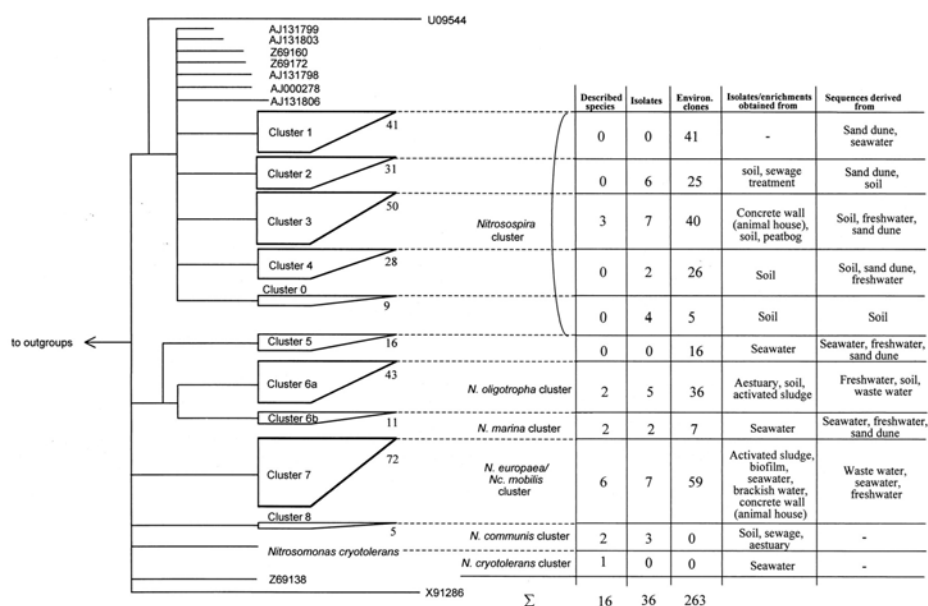 U09544
AJ131799
AJ131803
Z69160
Z69172
AJ131798
AJ000278
AJ131806
Described species Isolates Environ. clones Isolates/enrichments obtained from Sequences derived from
Cluster 1 41 0 0 41 - Sand dune, seawater
Cluster 2 31 0 6 25 soil, sewage treatment Sand dune, soil
Cluster 3 50 Nitrosospira cluster 3 7 40 Concrete wall (animal house), soil, peatbog Soil, freshwater, sand dune
Cluster 4 28 0 2 26 Soil Soil, sand dune, freshwater
Cluster 0 9 0 4 5 Soil Soil
to outgroups
Cluster 5 16 0 0 16 Seawater Seawater, freshwater, sand dune
Cluster 6a 43 N. oligotropha cluster 2 5 36 Aestuary, soil, activated sludge Freshwater, soil, waste water
Cluster 6b 11 N. marina cluster 2 2 7 Seawater Seawater, freshwater, sand dune
Cluster 7 72 N. europaea/ Nc. mobilis cluster 6 7 59 Activated sludge, biofilm, seawater, brackish water, concrete wall (animal house) Waste water, seawater, freshwater
Cluster 8 5 N. communis cluster 2 3 0 Soil, sewage, aestuary -
Nitrosomonas cryotolerans N. cryotolerans cluster 1 0 0 Seawater -
Z69138
X91286
Σ 16 36 263